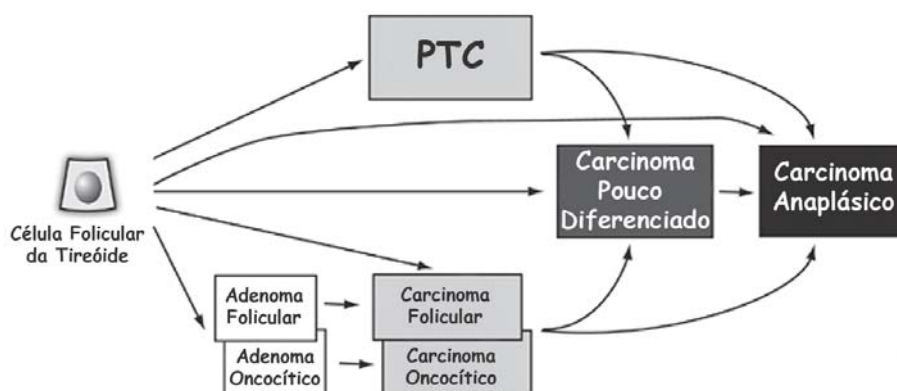 PTC
Carcinoma
Pouco
Diferenciado
Carcinoma
Anaplásico
Célula Folicular
da Tireóide
Adenoma
Folicular
Carcinoma
Folicular
Adenoma
Oncocítico
Carcinoma
Oncocítico